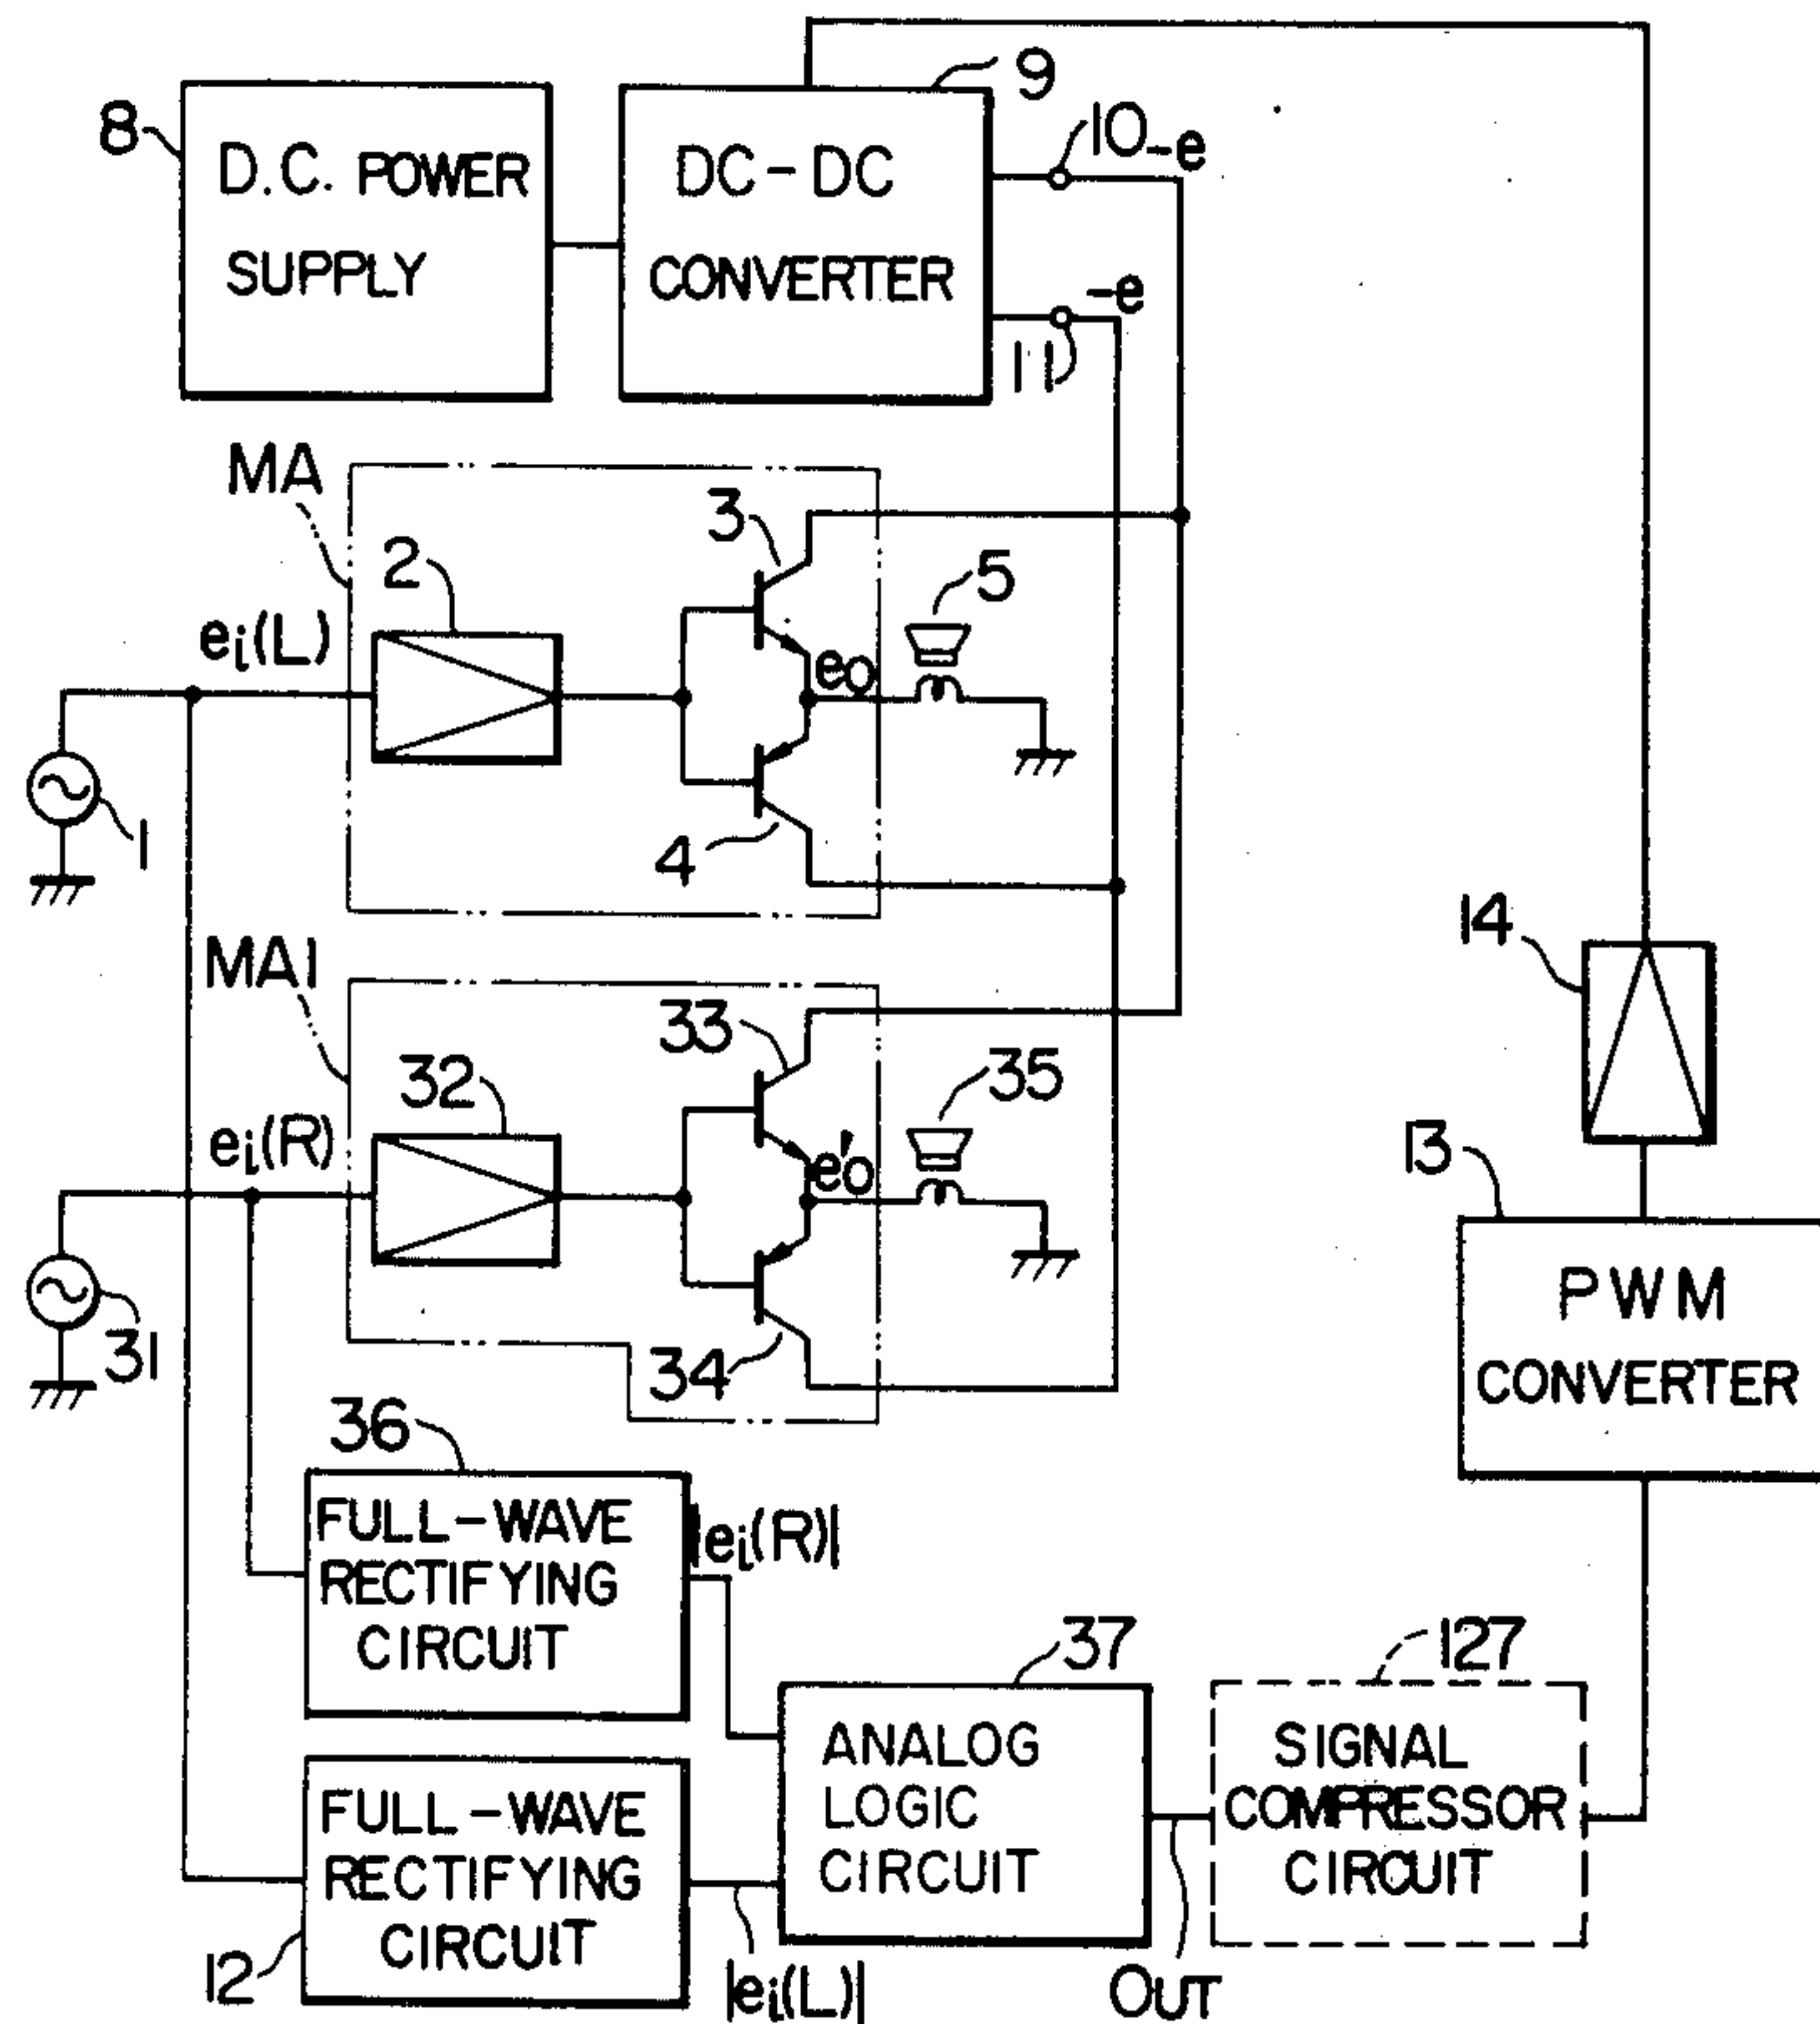 8
D.C. POWER
SUPPLY
9
DC-DC
CONVERTER
10
-e
-e
11
MA
3
2
5
ei(L)
eo
1
4
14
MA1
33
32
35
ei(R)
e'o
13
31
34
PWM
CONVERTER
36
FULL-WAVE
RECTIFYING
CIRCUIT
|ei(R)|
37
127
ANALOG
LOGIC
CIRCUIT
SIGNAL
COMPRESSOR
CIRCUIT
FULL-WAVE
RECTIFYING
CIRCUIT
12
|ei(L)|
OUT